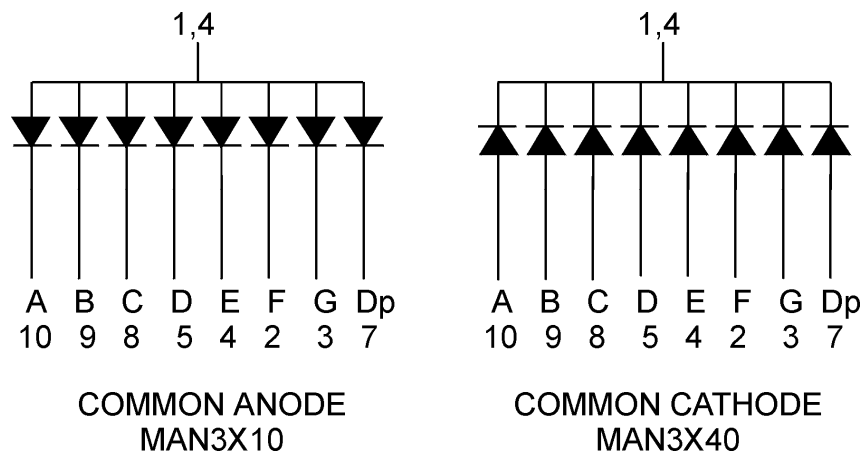 1,4
A B C D E F G Dp
10 9 8 5 4 2 3 7
COMMON ANODE
MAN3X10
1,4
A B C D E F G Dp
10 9 8 5 4 2 3 7
COMMON CATHODE
MAN3X40